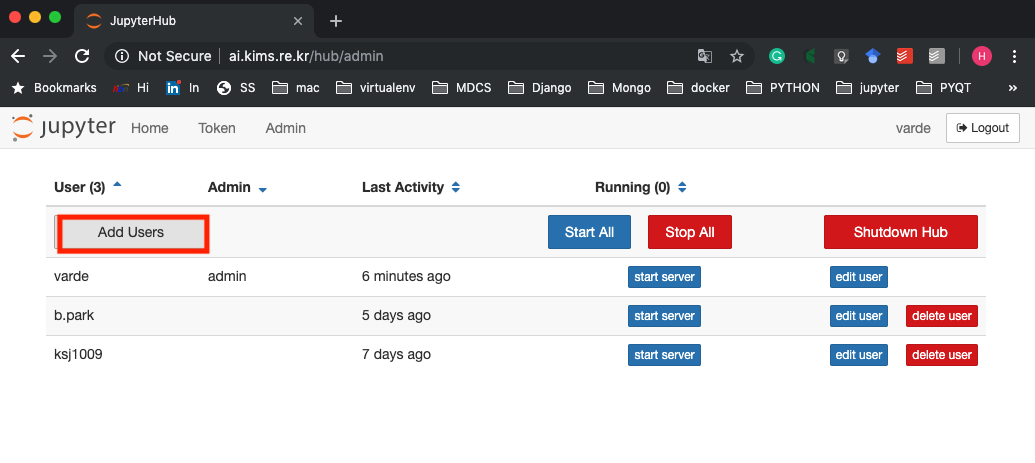 JupyterHub
Not Secure ai.kims.re.kr/hub/admin H
Bookmarks Hi in In SS mac virtualenv MDCS Django Mongo docker PYTHON jupyter PYQT »
jupyter Home Token Admin varde Logout
User (3) Admin Last Activity Running (0)
Add Users Start All Stop All Shutdown Hub
varde admin 6 minutes ago start server edit user
b.park 5 days ago start server edit user delete user
ksj1009 7 days ago start server edit user delete user